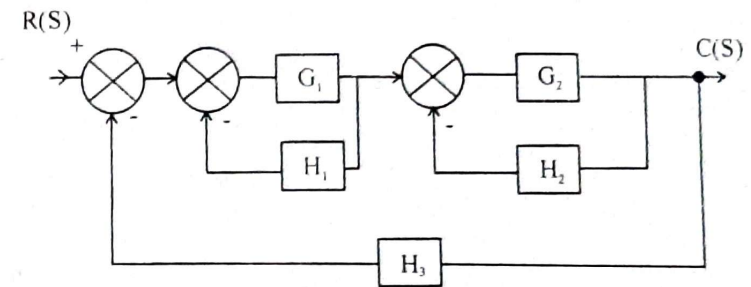 R(S)
+
C(S)
G₁
G₂
-
-
-
H₁
H₂
H₃